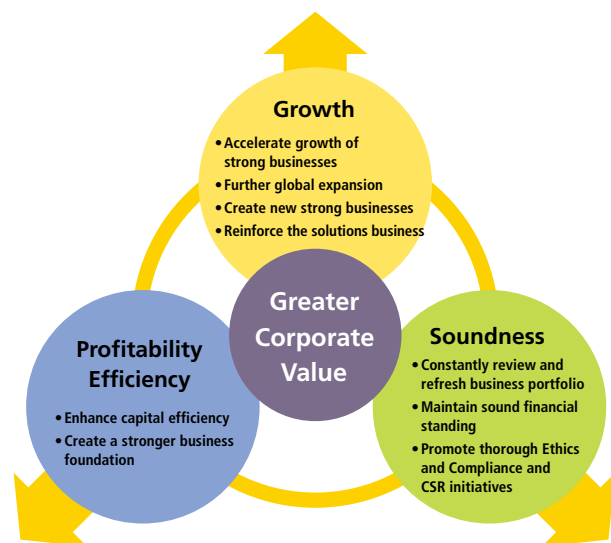 Growth
• Accelerate growth of
strong businesses
• Further global expansion
• Create new strong businesses
• Reinforce the solutions business
Greater
Corporate
Value
Profitability
Efficiency
• Enhance capital efficiency
• Create a stronger business
foundation
Soundness
• Constantly review and
refresh business portfolio
• Maintain sound financial
standing
• Promote thorough Ethics
and Compliance and
CSR initiatives